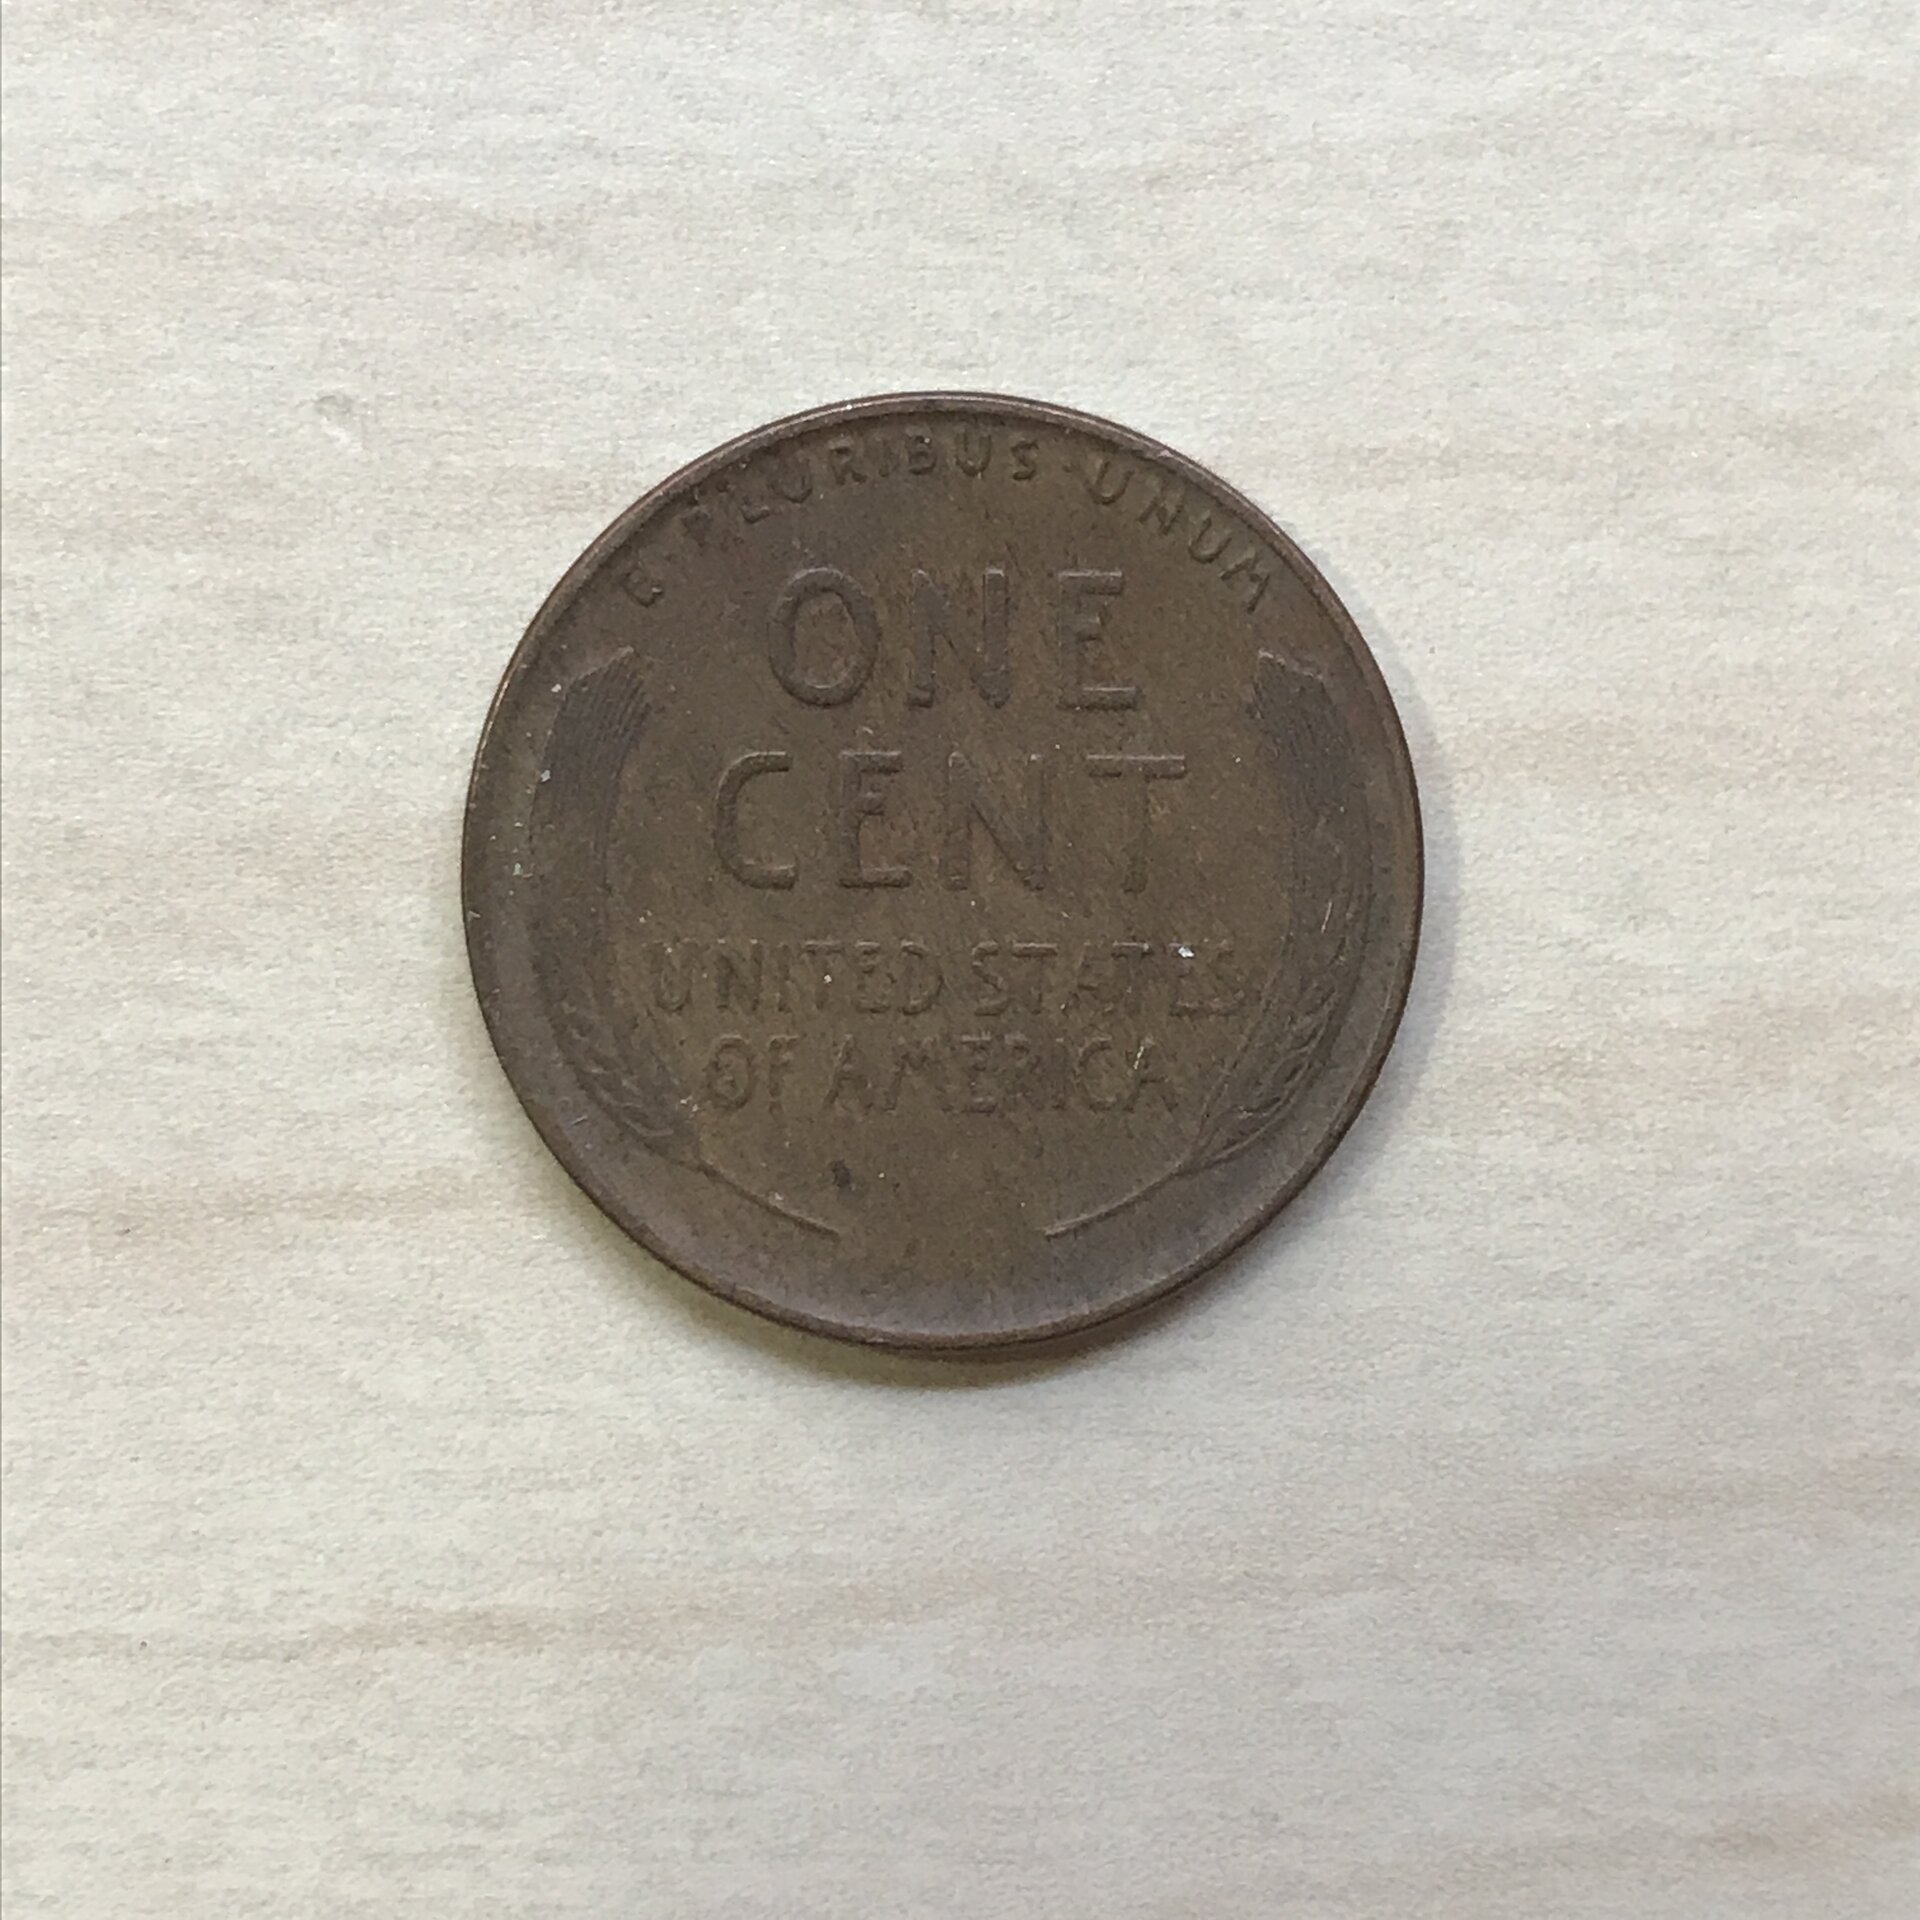 E·PLURIBUS·UNUM
ONE
CENT
UNITED STATES
OF AMERICA